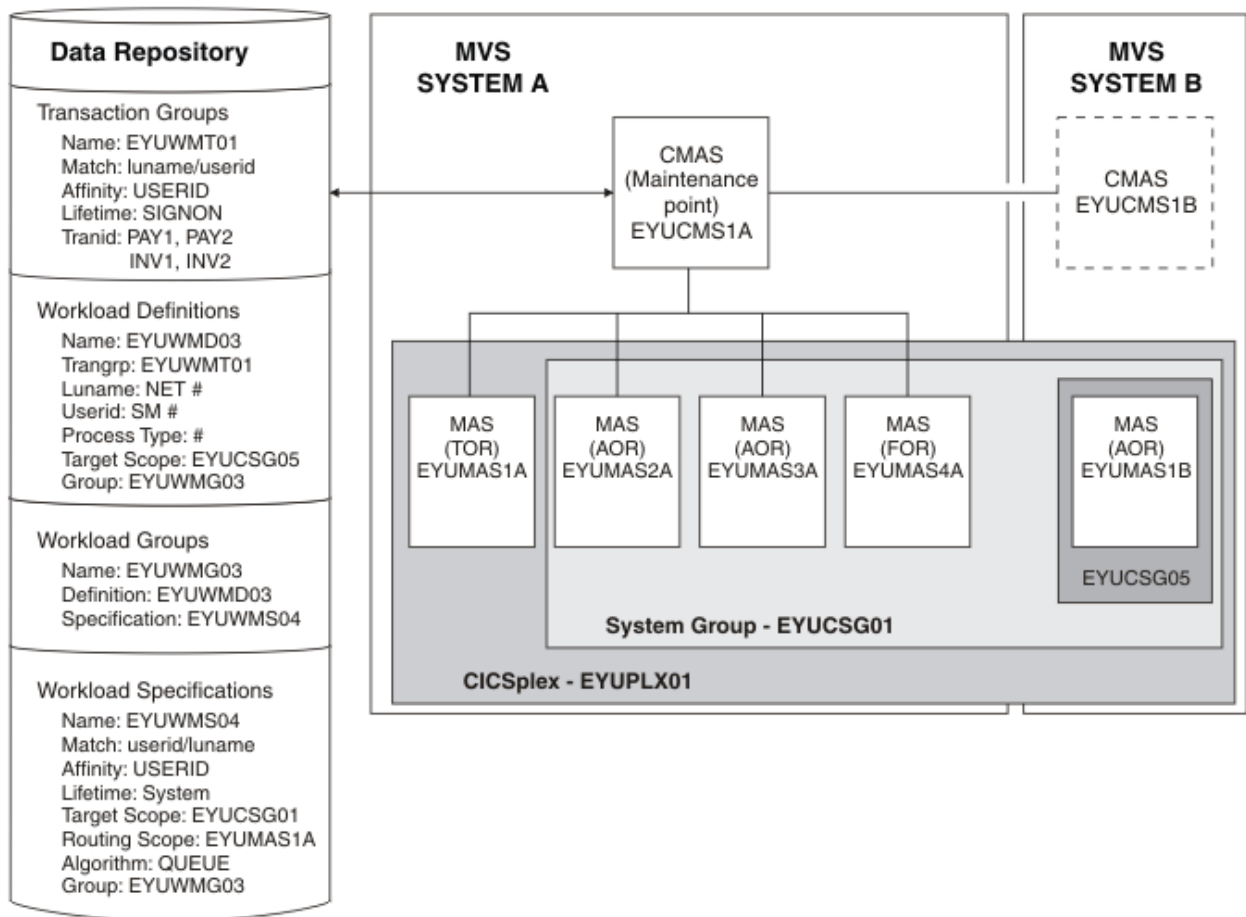 Data Repository
Transaction Groups
Name: EYUWMT01
Match: luname/userid
Affinity: USERID
Lifetime: SIGNON
Tranid: PAY1, PAY2
INV1, INV2
Workload Definitions
Name: EYUWMD03
Trangrp: EYUWMT01
Luname: NET #
Userid: SM #
Process Type: #
Target Scope: EYUCSG05
Group: EYUWMG03
Workload Groups
Name: EYUWMG03
Definition: EYUWMD03
Specification: EYUWMS04
Workload Specifications
Name: EYUWMS04
Match: userid/luname
Affinity: USERID
Lifetime: System
Target Scope: EYUCSG01
Routing Scope: EYUMAS1A
Algorithm: QUEUE
Group: EYUWMG03
MVS
SYSTEM A
CMAS
(Maintenance
point)
EYUCMS1A
MVS
SYSTEM B
CMAS
EYUCMS1B
MAS
(TOR)
EYUMAS1A
MAS
(AOR)
EYUMAS2A
MAS
(AOR)
EYUMAS3A
MAS
(FOR)
EYUMAS4A
MAS
(AOR)
EYUMAS1B
EYUCSG05
System Group - EYUCSG01
CICSplex - EYUPLX01